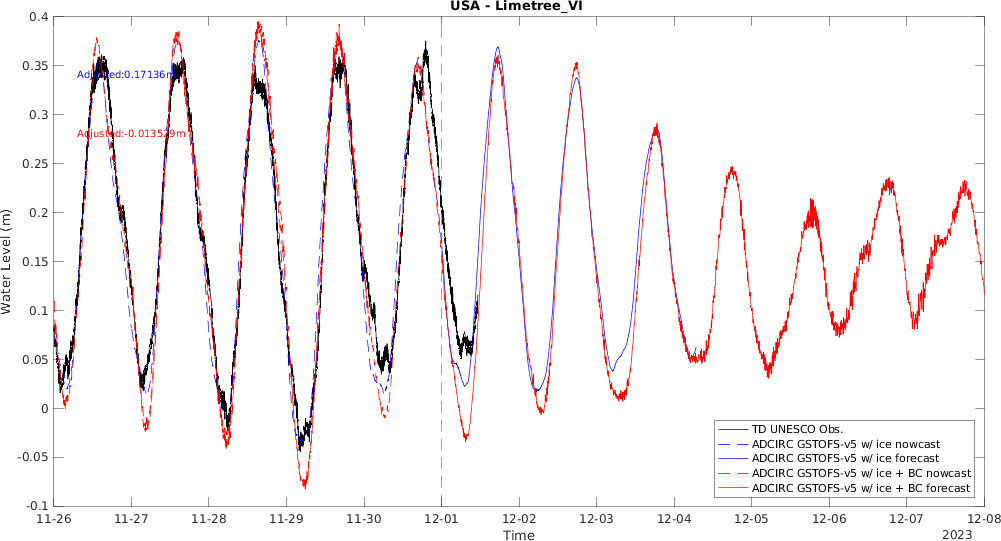 USA - Limetree_VI
0.4
0.35
0.3
0.25
0.2
0.15
0.1
0.05
0
-0.05
-0.1
Water Level (m)
Adjusted:0.17136m
Adjusted:-0.013529m
TD UNESCO Obs.
ADCIRC GSTOFS-v5 w/ ice nowcast
ADCIRC GSTOFS-v5 w/ ice forecast
ADCIRC GSTOFS-v5 w/ ice + BC nowcast
ADCIRC GSTOFS-v5 w/ ice + BC forecast
11-26 11-27 11-28 11-29 11-30 12-01 12-02 12-03 12-04 12-05 12-06 12-07 12-08
Time
2023